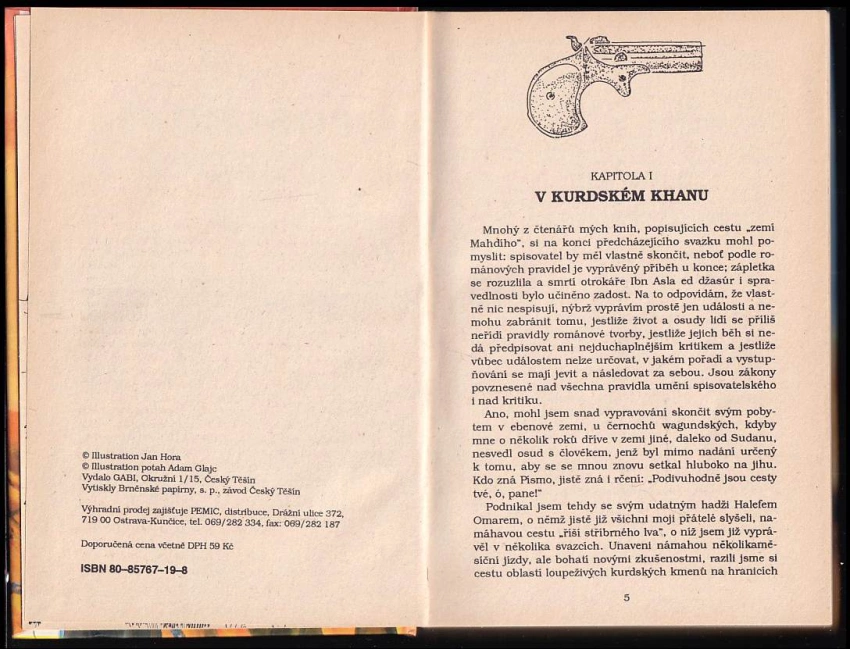 © Illustration Jan Hora
© Illustration potah Adam Glajc
Vydalo GABI, Okružní 1/15, Český Těšín
Vytiskly Brněnské papírny, s. p., závod Český Těšín
Výhradní prodej zajišťuje PEMIC, distribuce, Drážní ulice 372,
719 00 Ostrava-Kunčice, tel. 069/282 334, fax: 069/282 187
Doporučená cena včetně DPH 59 Kč
ISBN 80–85767–19–8
KAPITOLA I
V KURDSKÉM KHANU
Mnohý z čtenářů mých knih, popisujících cestu „zemí
Mahdího“, si na konci předcházejícího svazku mohl po-
myslit: spisovatel by měl vlastně skončit, neboť podle ro-
mánových pravidel je vyprávěný příběh u konce; zápletka
se rozuzlila a smrtí otrokáře Ibn Asla ed džasúr i spra-
vedlnosti bylo učiněno zadost. Na to odpovídám, že vlast-
ně nic nespisuji, nýbrž vyprávím prostě jen události a ne-
mohu zabránit tomu, jestliže život a osudy lidí se příliš
neřídí pravidly románové tvorby, jestliže jejich běh si ne-
dá předpisovat ani nejduchaplnějším kritikem a jestliže
vůbec událostem nelze určovat, v jakém pořadí a vystup-
ňování se mají jevit a následovat za sebou. Jsou zákony
povznesené nad všechna pravidla umění spisovatelského
i nad kritiku.
Ano, mohl jsem snad vypravování skončit svým poby-
tem v ebenové zemi, u černochů wagundských, kdyby
mne o několik roků dříve v zemi jiné, daleko od Sudanu,
nesvedl osud s člověkem, jenž byl mimo nadání určený
k tomu, aby se se mnou znovu setkal hluboko na jihu.
Kdo zná Písmo, jistě zná i rčení: „Podivuhodné jsou cesty
tvé, ó, pane!“
Podnikal jsem tehdy se svým udatným hadži Halefem
Omarem, o němž jistě již všichni moji přátelé slyšeli, na-
máhavou cestu „říší stříbrného lva“, o níž jsem již vyprá-
věl v několika svazcích. Unaveni námahou několikamě-
síční jízdy, ale bohatí novými zkušenostmi, razili jsme si
cestu oblastí loupeživých kurdských kmenů na hranicích
5